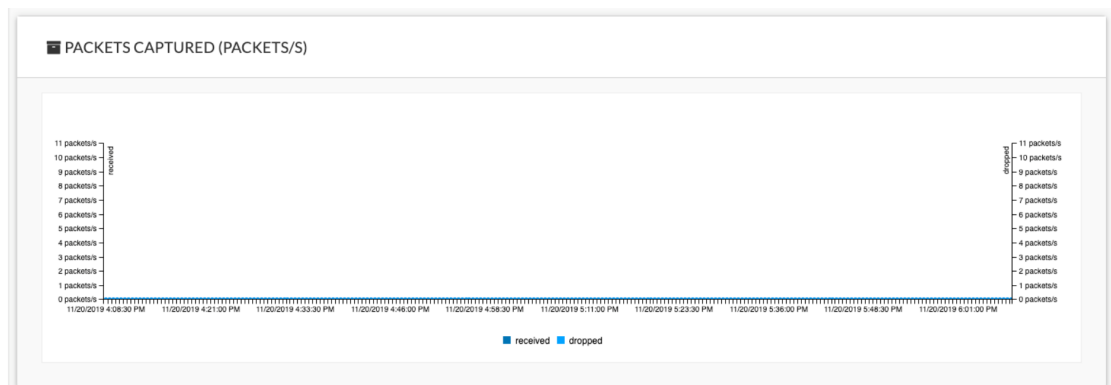 PACKETS CAPTURED (PACKETS/S)
11 packets/s
10 packets/s
9 packets/s
8 packets/s
7 packets/s
6 packets/s
5 packets/s
4 packets/s
3 packets/s
2 packets/s
1 packets/s
0 packets/s
received
dropped
11 packets/s
10 packets/s
9 packets/s
8 packets/s
7 packets/s
6 packets/s
5 packets/s
4 packets/s
3 packets/s
2 packets/s
1 packets/s
0 packets/s
11/20/2019 4:08:30 PM 11/20/2019 4:21:00 PM 11/20/2019 4:33:30 PM 11/20/2019 4:46:00 PM 11/20/2019 4:58:30 PM 11/20/2019 5:11:00 PM 11/20/2019 5:23:30 PM 11/20/2019 5:36:00 PM 11/20/2019 5:48:30 PM 11/20/2019 6:01:00 PM
received dropped